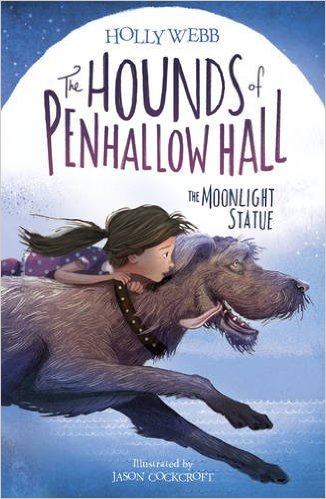 HOLLY WEBB
The HOUNDS of
PENHALLOW HALL
THE MOONLIGHT
STATUE
Illustrated by
JASON COCKCROFT